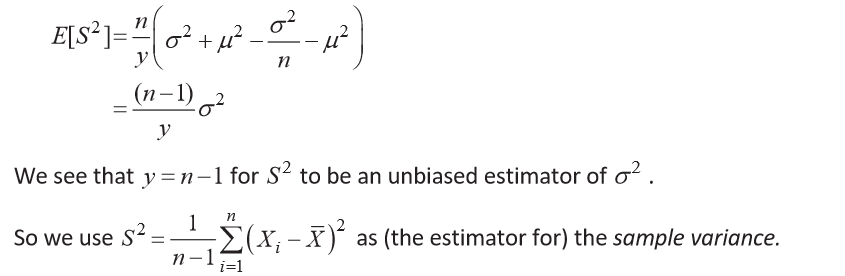 E[S²]= n/y (σ² + μ² − σ²/n − μ²)
= (n−1)/y σ²
We see that y = n−1 for S² to be an unbiased estimator of σ² .
So we use S² = 1/(n−1) ∑_{i=1}^{n} (X_i − X̄)² as (the estimator for) the sample variance.